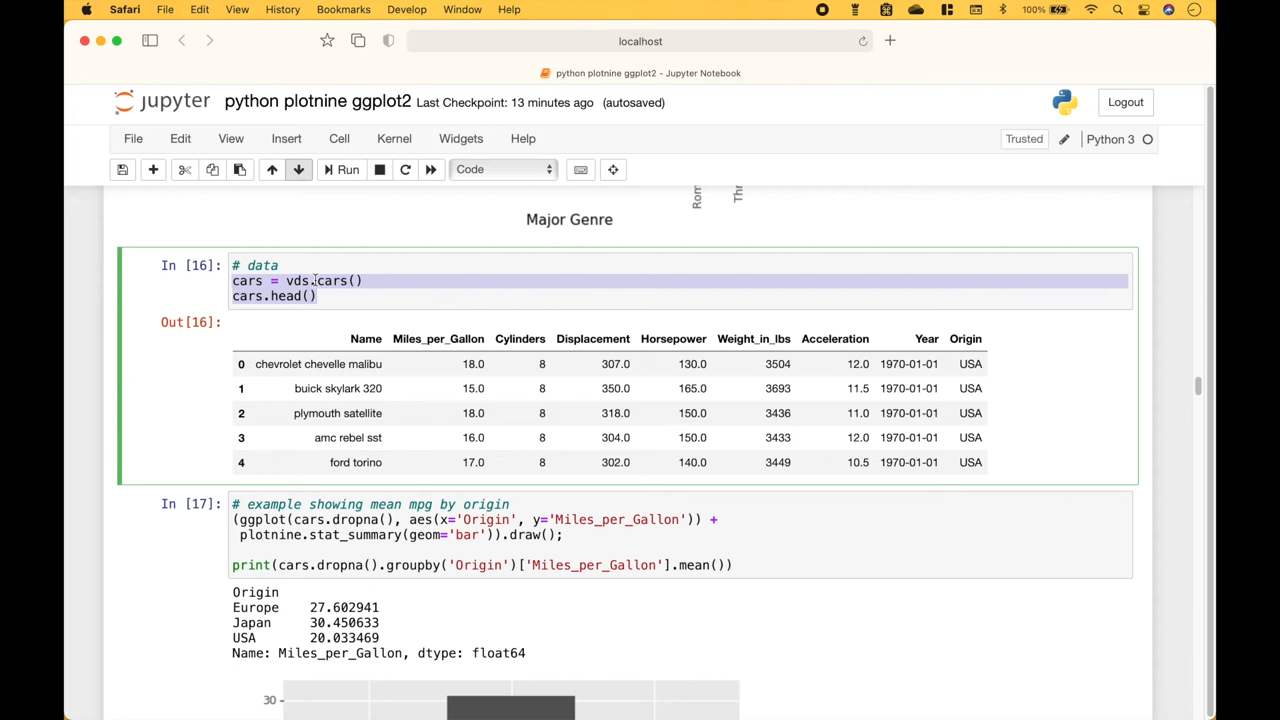 Safari File Edit View History Bookmarks Develop Window Help 100%
localhost
python plotnine ggplot2 - Jupyter Notebook
jupyter python plotnine ggplot2 Last Checkpoint: 13 minutes ago (autosaved) Logout
File Edit View Insert Cell Kernel Widgets Help Trusted Python 3
Run Code
Rom Thr
Major Genre
In [16]: # data
cars = vds.cars()
cars.head()
Out[16]:
Name Miles_per_Gallon Cylinders Displacement Horsepower Weight_in_lbs Acceleration Year Origin
0 chevrolet chevelle malibu 18.0 8 307.0 130.0 3504 12.0 1970-01-01 USA
1 buick skylark 320 15.0 8 350.0 165.0 3693 11.5 1970-01-01 USA
2 plymouth satellite 18.0 8 318.0 150.0 3436 11.0 1970-01-01 USA
3 amc rebel sst 16.0 8 304.0 150.0 3433 12.0 1970-01-01 USA
4 ford torino 17.0 8 302.0 140.0 3449 10.5 1970-01-01 USA
In [17]: # example showing mean mpg by origin
(ggplot(cars.dropna(), aes(x='Origin', y='Miles_per_Gallon')) +
plotnine.stat_summary(geom='bar')).draw();
print(cars.dropna().groupby('Origin')['Miles_per_Gallon'].mean())
Origin
Europe 27.602941
Japan 30.450633
USA 20.033469
Name: Miles_per_Gallon, dtype: float64
30